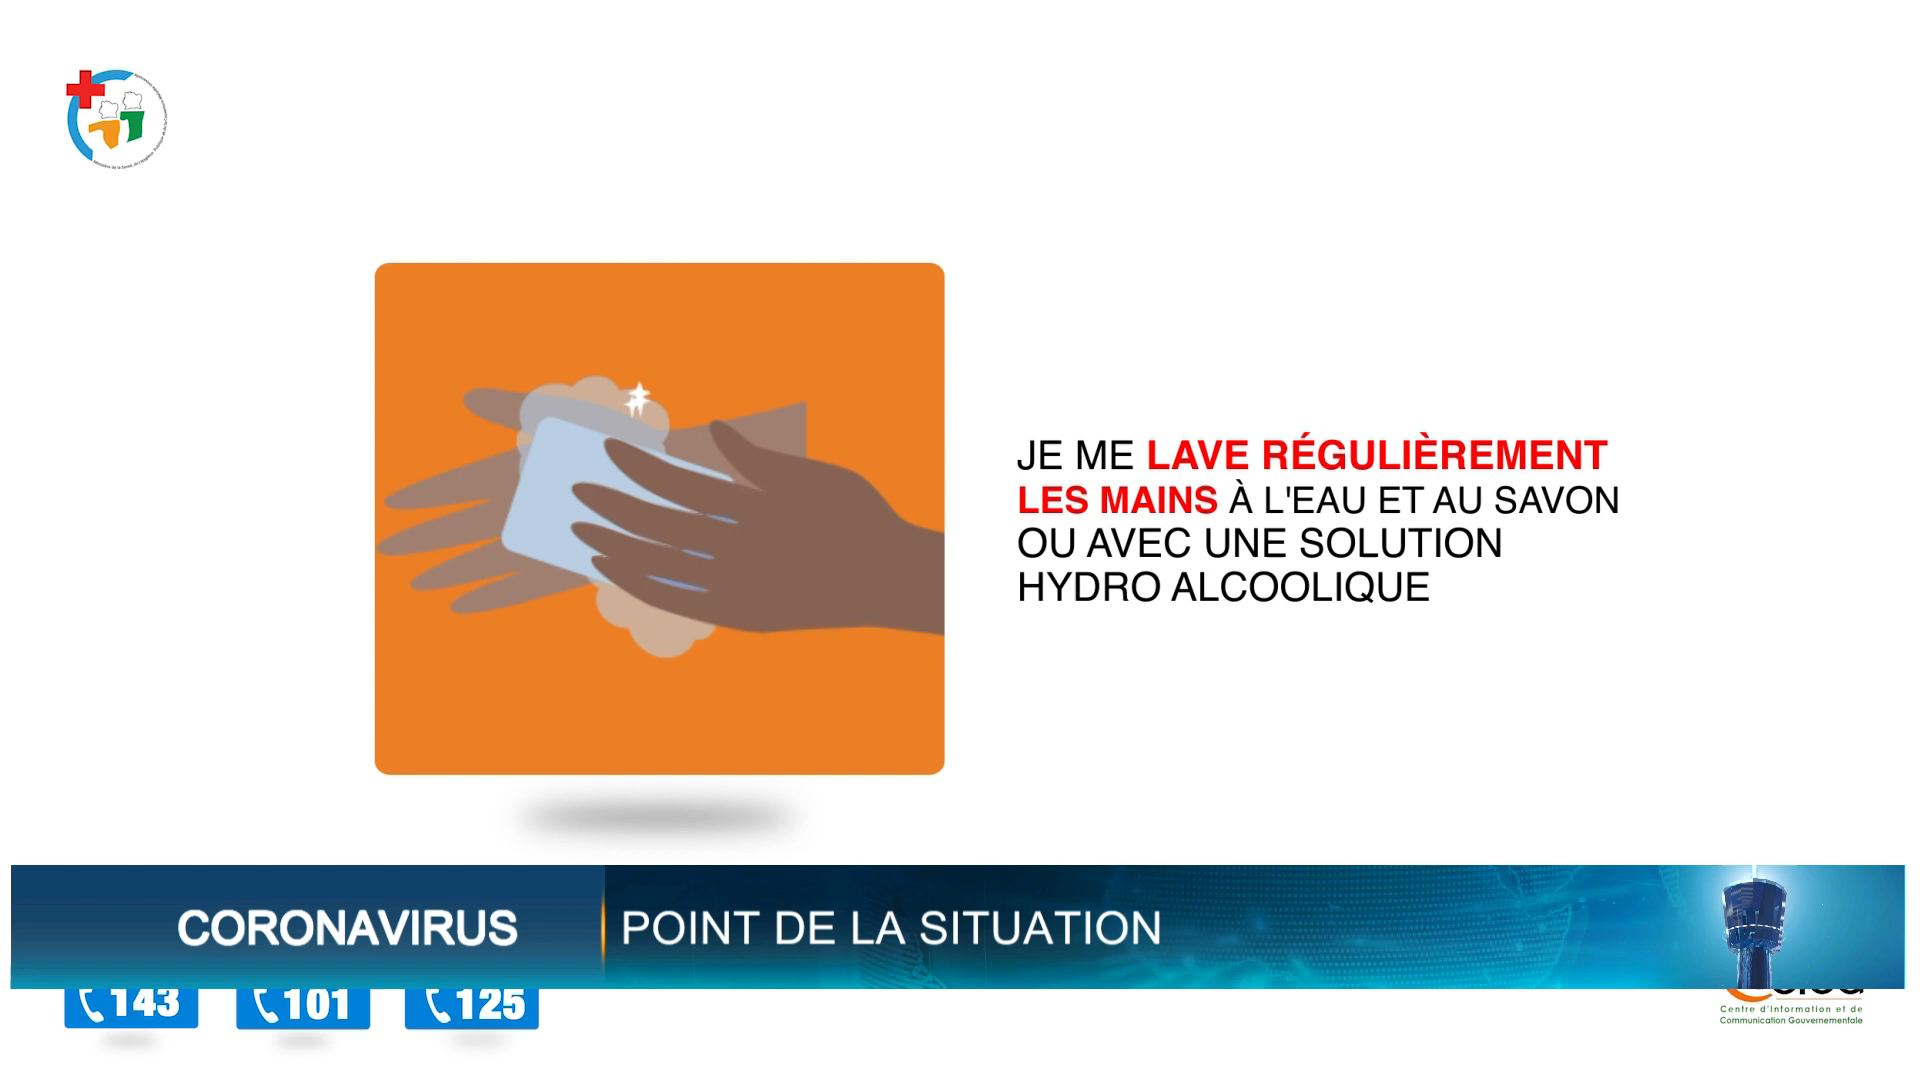 JE ME LAVE RÉGULIÈREMENT
LES MAINS À L'EAU ET AU SAVON
OU AVEC UNE SOLUTION
HYDRO ALCOOLIQUE
CORONAVIRUS
POINT DE LA SITUATION
143
101
125
Centre d'Information et de
Communication Gouvernementale